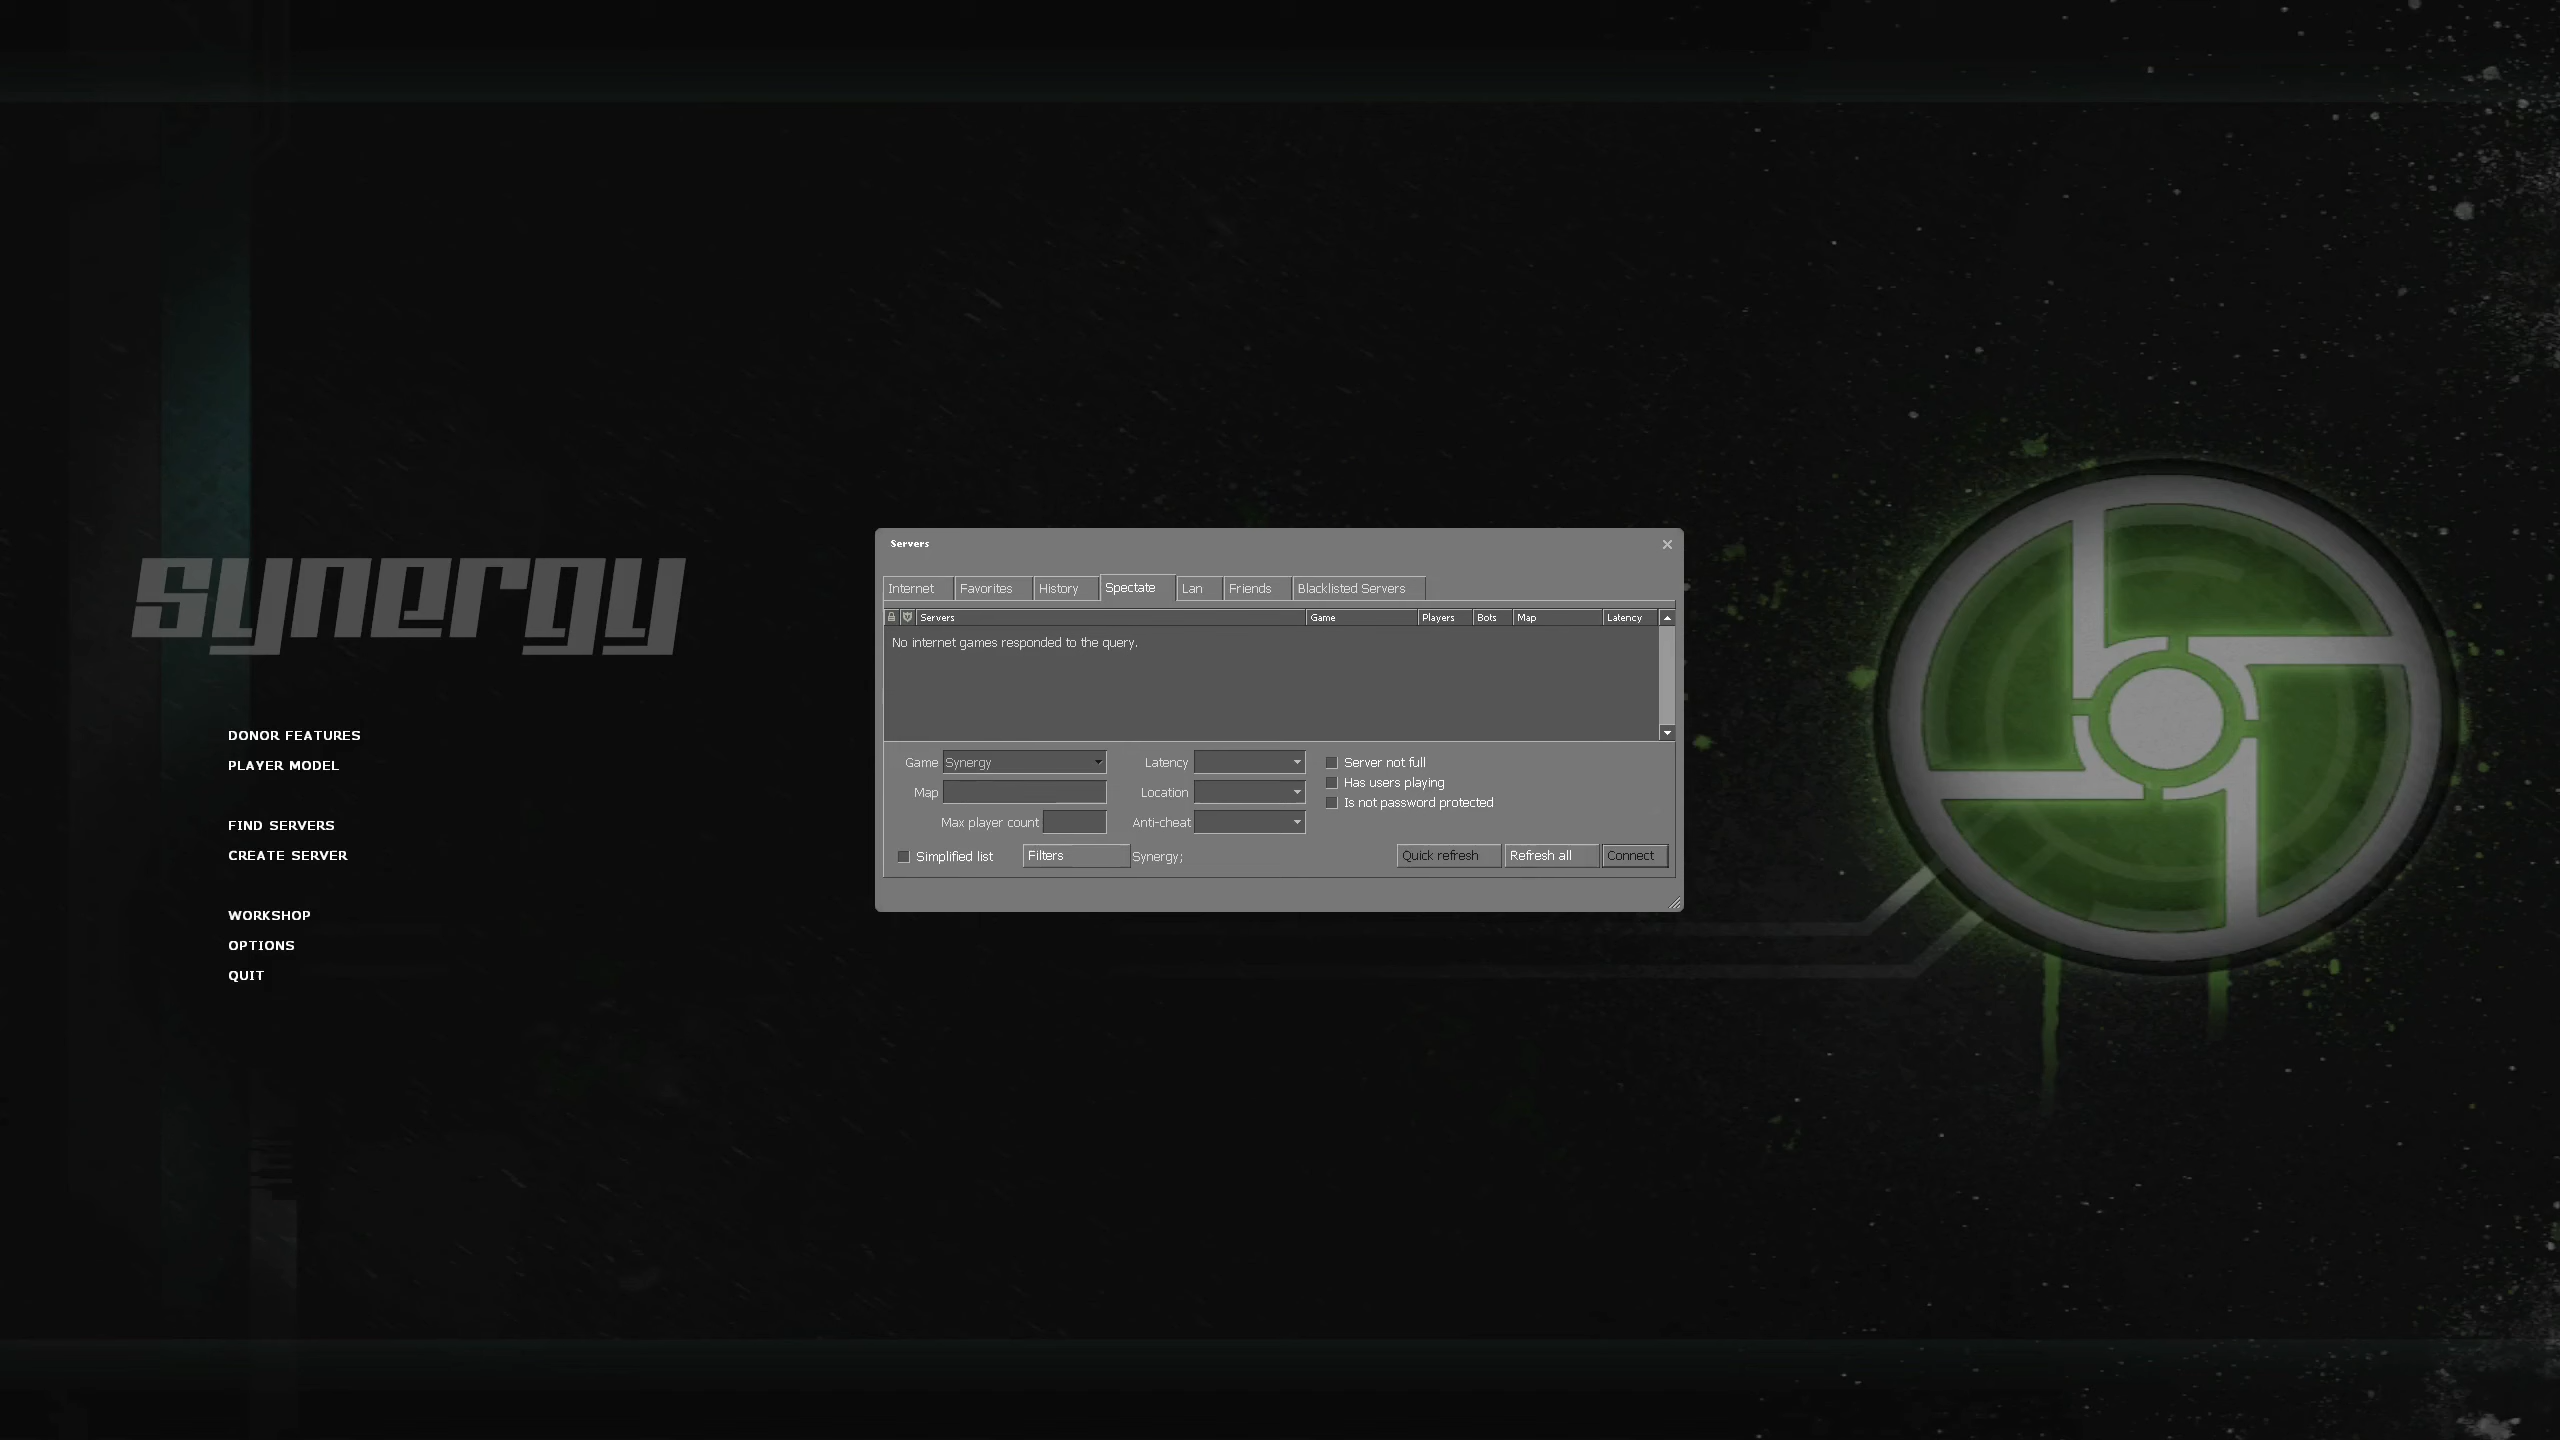 synergy
DONOR FEATURES
PLAYER MODEL
FIND SERVERS
CREATE SERVER
WORKSHOP
OPTIONS
QUIT
Servers
Internet Favorites History Spectate Lan Friends Blacklisted Servers
Servers Game Players Bots Map Latency
No internet games responded to the query.
Game Synergy Latency Server not full
Has users playing
Map Location
Is not password protected
Max player count Anti-cheat
Simplified list Filters Synergy; Quick refresh Refresh all Connect